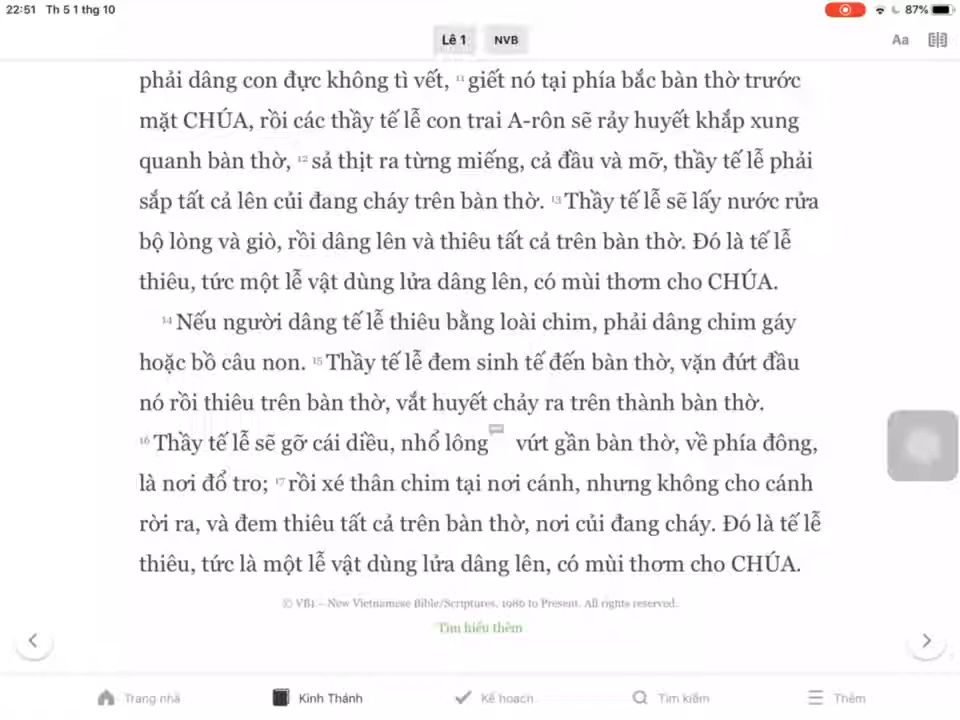 22:51 Th 5 1 thg 10 87%
Lê 1 NVB Aa
phải dâng con đực không tì vết, ¹¹ giết nó tại phía bắc bàn thờ trước
mặt CHÚA, rồi các thầy tế lễ con trai A-rôn sẽ rảy huyết khắp xung
quanh bàn thờ, ¹² sả thịt ra từng miếng, cả đầu và mỡ, thầy tế lễ phải
sắp tất cả lên củi đang cháy trên bàn thờ. ¹³ Thầy tế lễ sẽ lấy nước rửa
bộ lòng và giò, rồi dâng lên và thiêu tất cả trên bàn thờ. Đó là tế lễ
thiêu, tức một lễ vật dùng lửa dâng lên, có mùi thơm cho CHÚA.
¹⁴ Nếu người dâng tế lễ thiêu bằng loài chim, phải dâng chim gáy
hoặc bồ câu non. ¹⁵ Thầy tế lễ đem sinh tế đến bàn thờ, vặn đứt đầu
nó rồi thiêu trên bàn thờ, vắt huyết chảy ra trên thành bàn thờ.
¹⁶ Thầy tế lễ sẽ gỡ cái diều, nhổ lông vứt gần bàn thờ, về phía đông,
là nơi đổ tro; ¹⁷ rồi xé thân chim tại nơi cánh, nhưng không cho cánh
rời ra, và đem thiêu tất cả trên bàn thờ, nơi củi đang cháy. Đó là tế lễ
thiêu, tức là một lễ vật dùng lửa dâng lên, có mùi thơm cho CHÚA.
© VB1 – New Vietnamese Bible/Scriptures, 1986 to Present. All rights reserved.
Tìm hiểu thêm
Trang nhà Kinh Thánh Kế hoạch Tìm kiếm Thêm